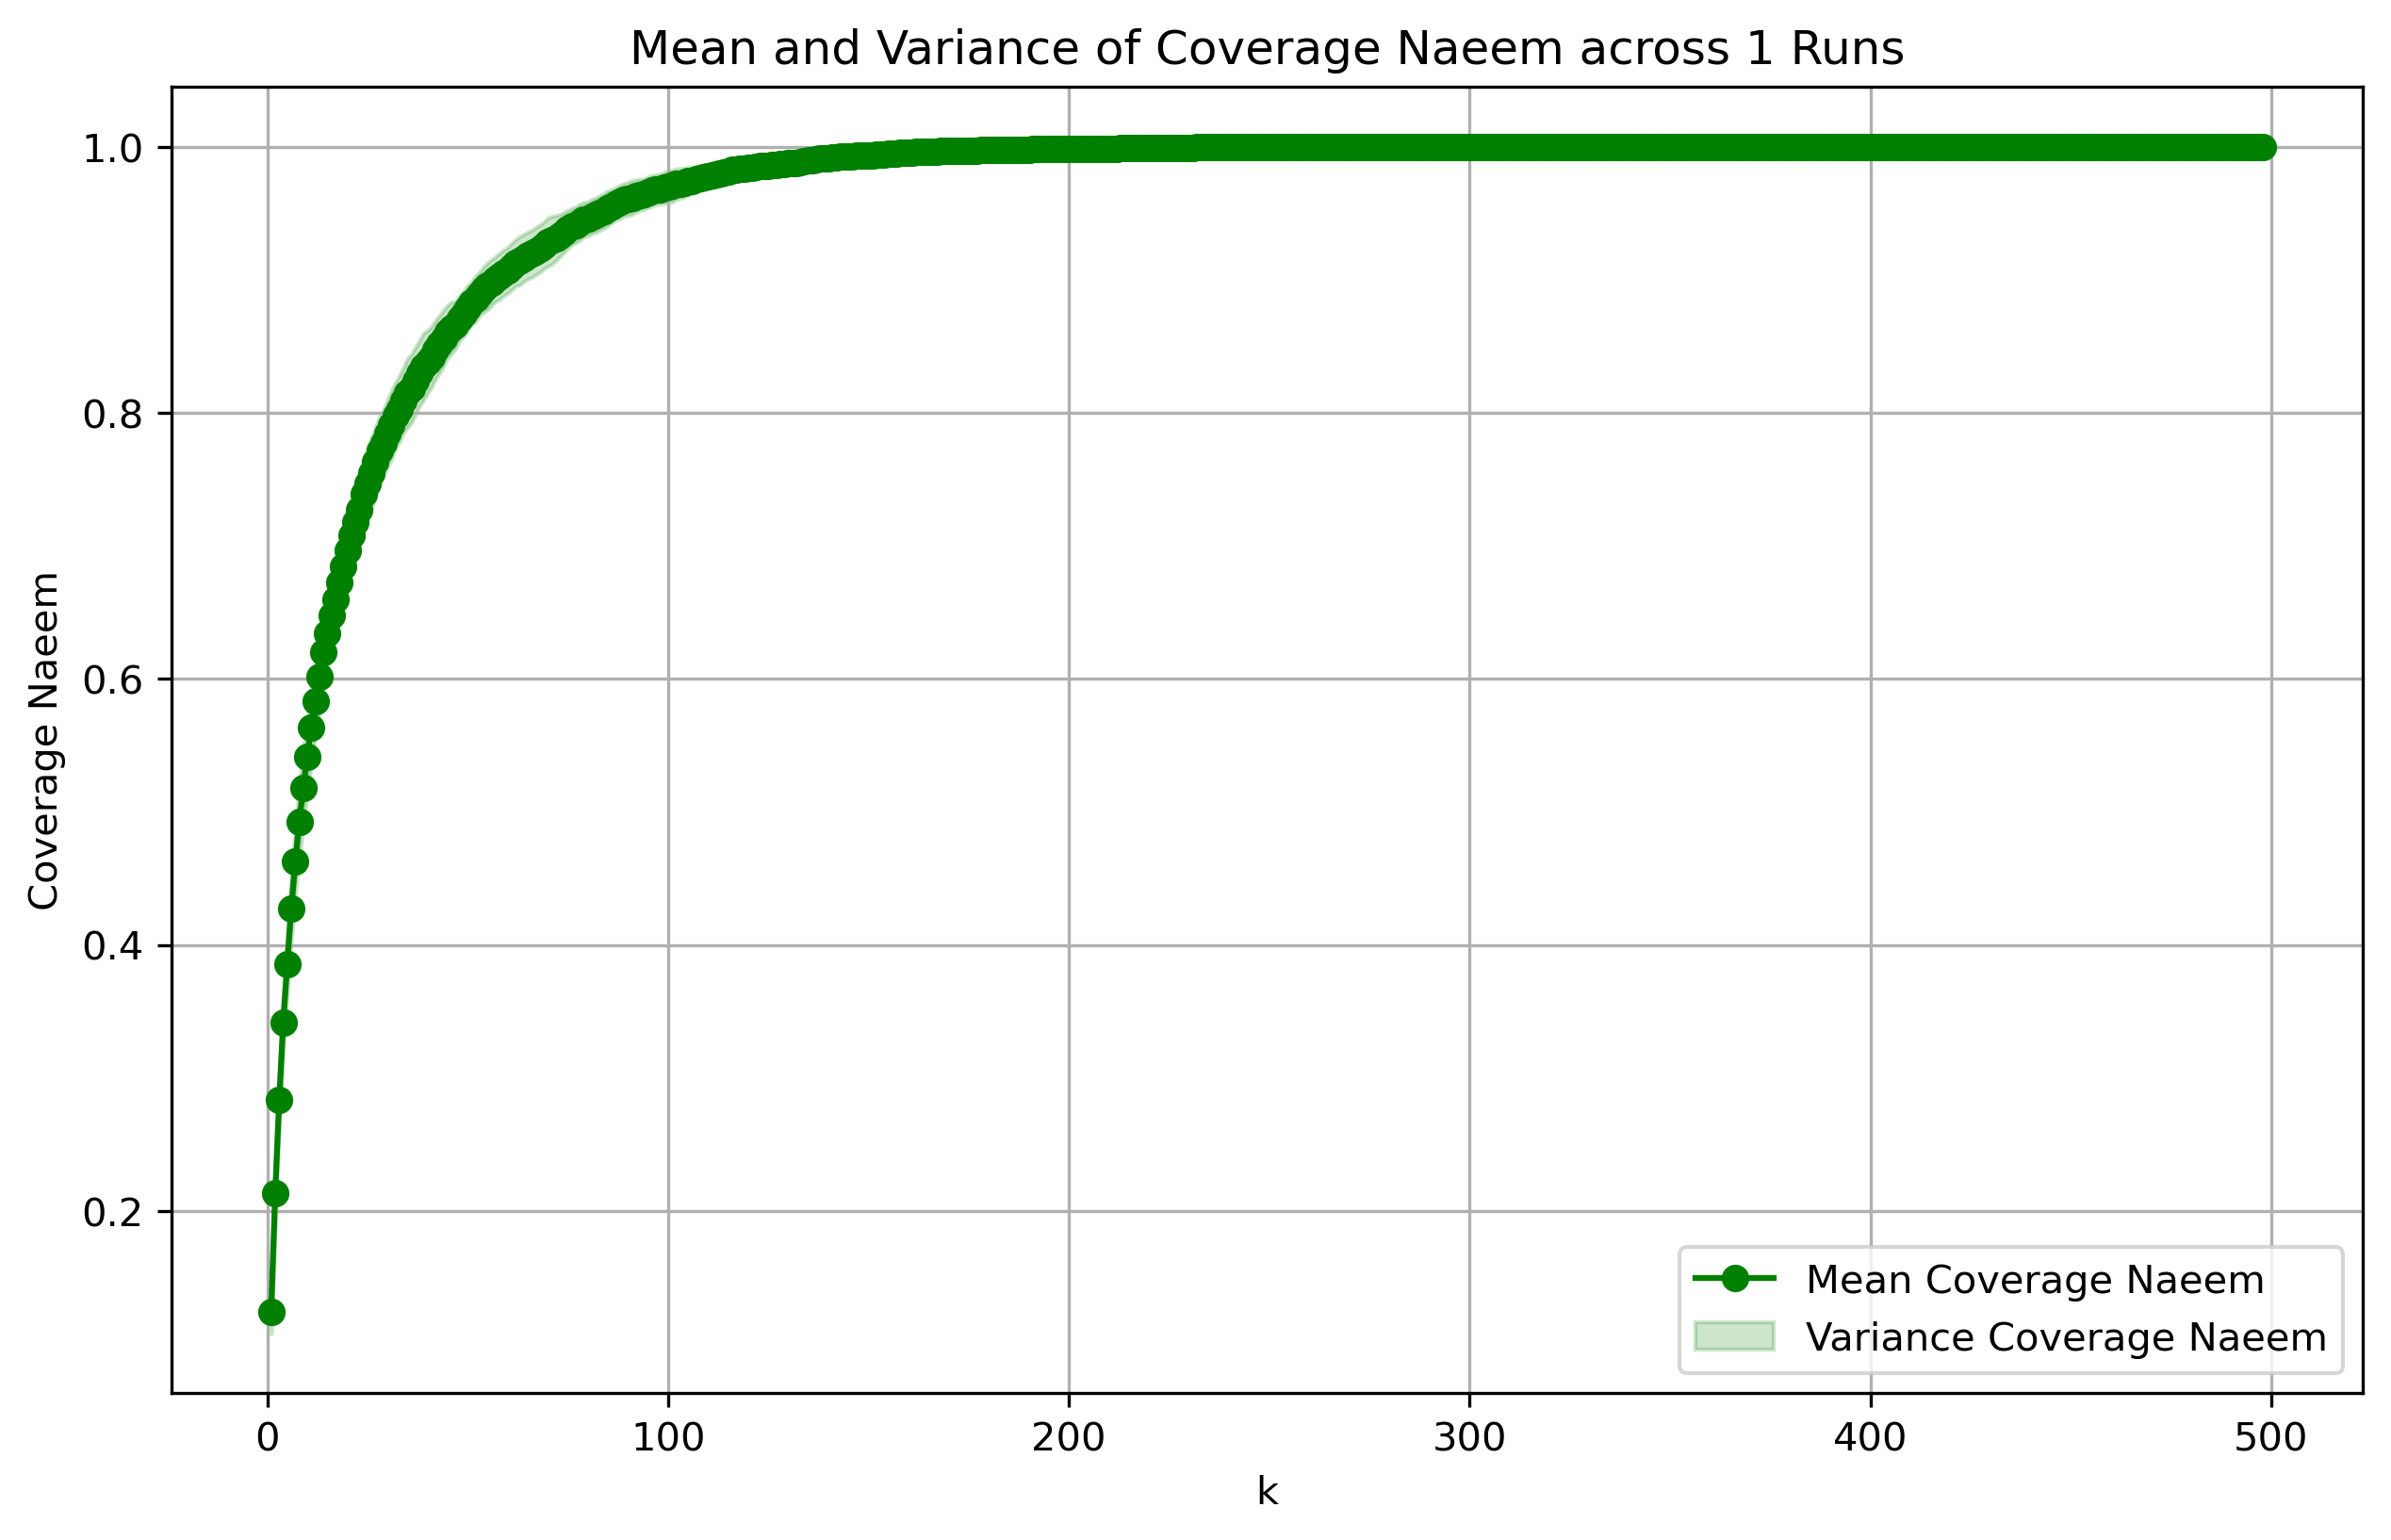 Mean and Variance of Coverage Naeem across 1 Runs
Coverage Naeem
1.0
0.8
0.6
0.4
0.2
0
100
200
300
400
500
k
Mean Coverage Naeem
Variance Coverage Naeem